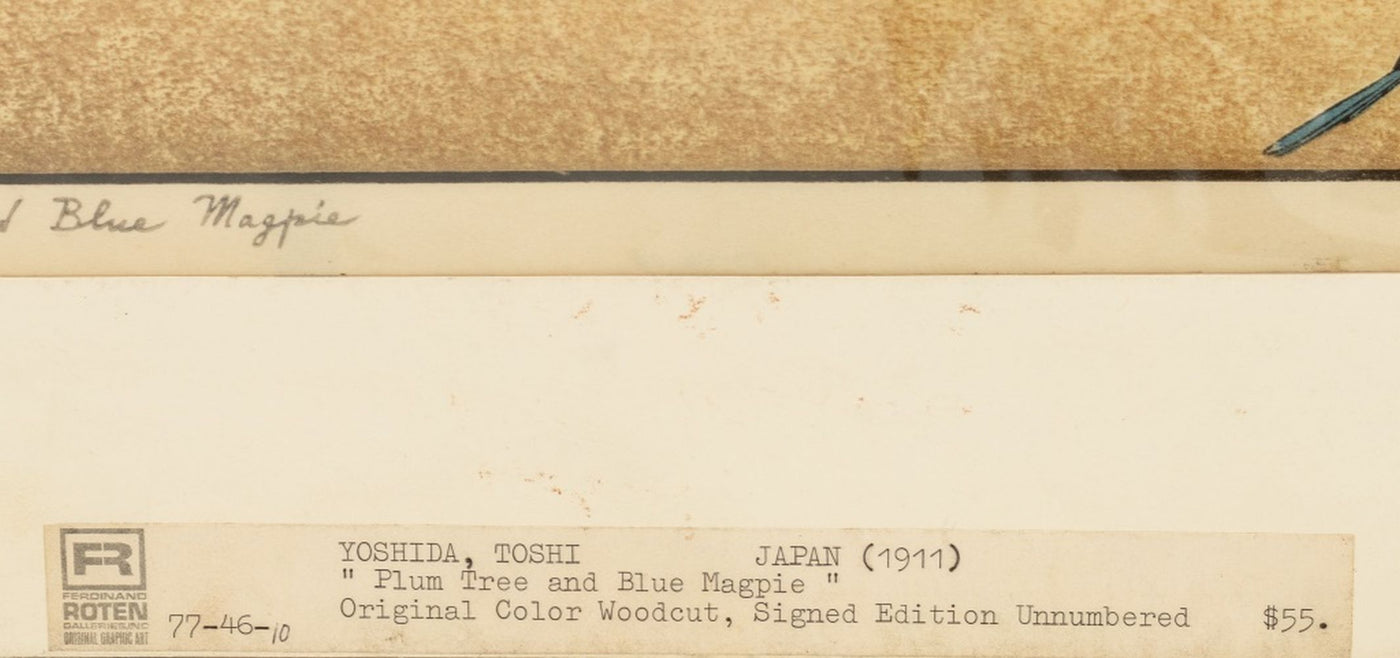 d Blue Magpie
FR
FERDINAND
ROTEN
GALLERIES, INC
ORIGINAL GRAPHIC ART
77-46-10
YOSHIDA, TOSHI JAPAN (1911)
" Plum Tree and Blue Magpie "
Original Color Woodcut, Signed Edition Unnumbered $55.